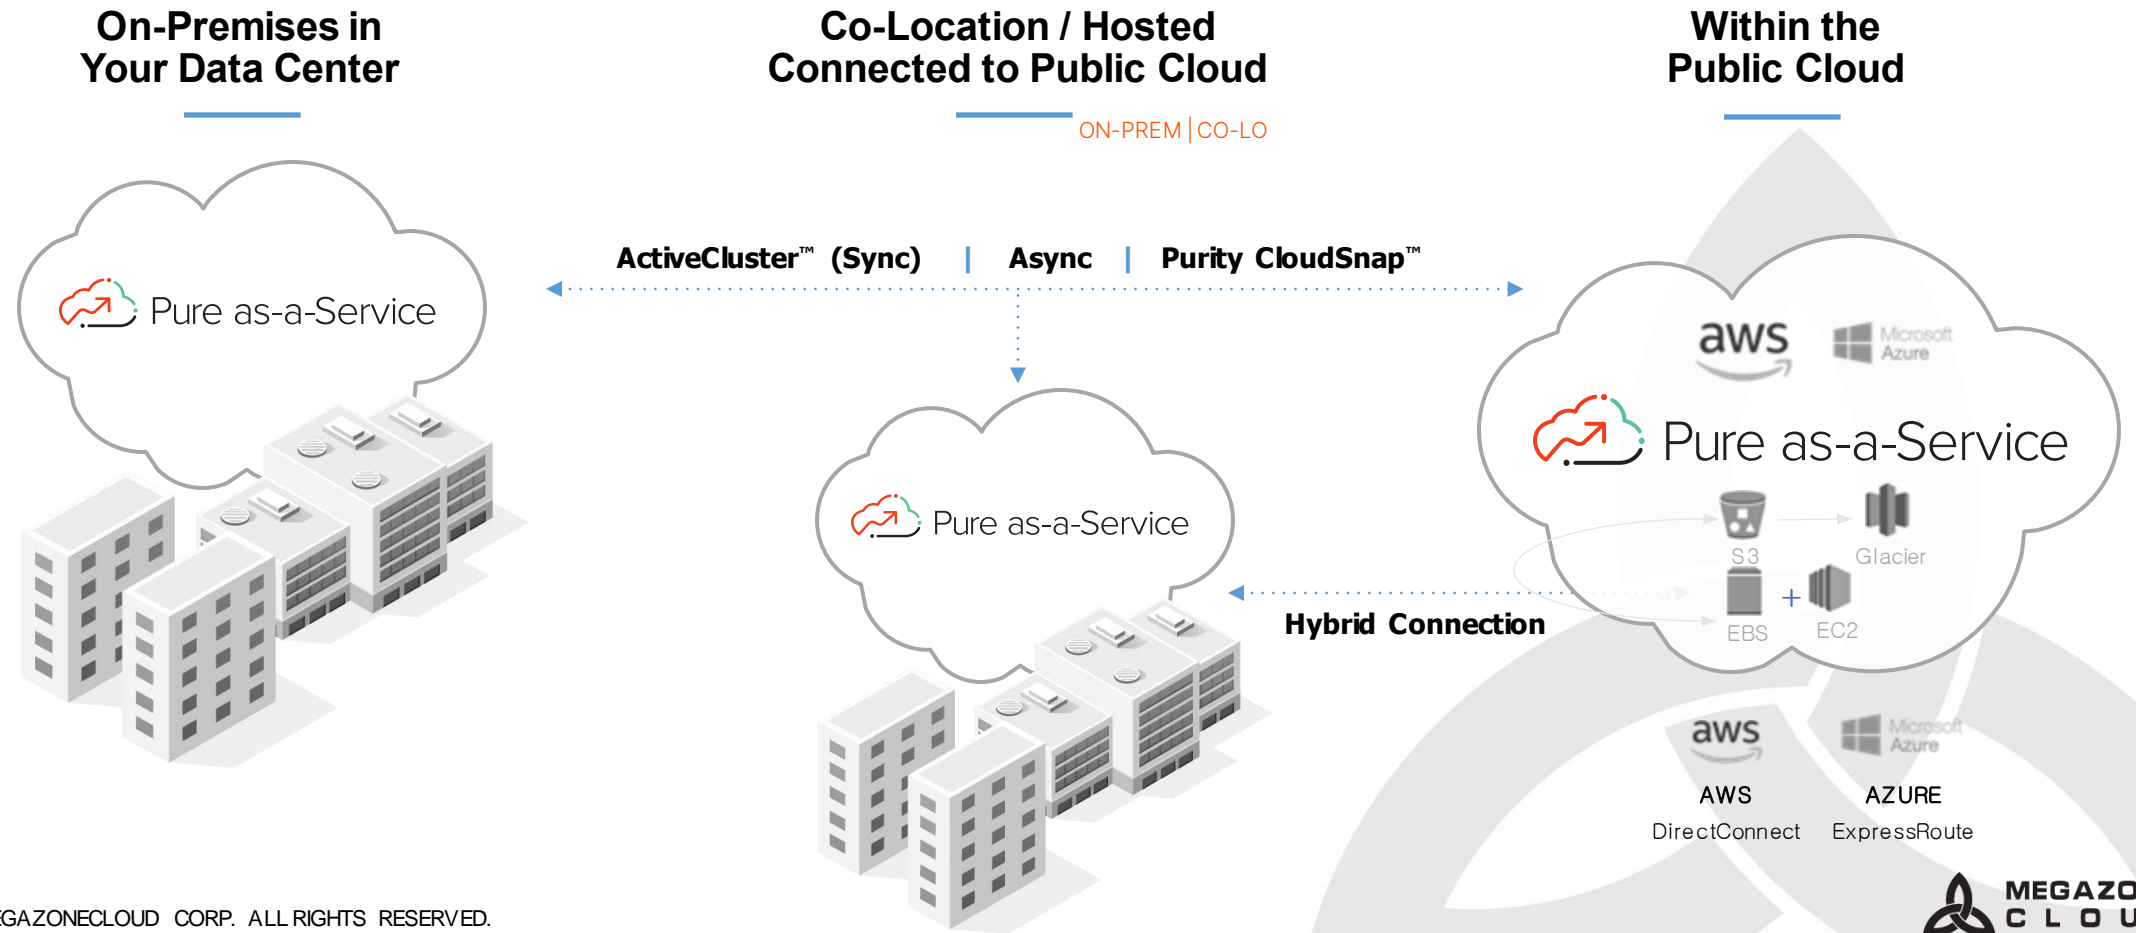 On-Premises in
Your Data Center
Co-Location / Hosted
Connected to Public Cloud
ON-PREM | CO-LO
Within the
Public Cloud
ActiveCluster™ (Sync) | Async | Purity CloudSnap™
Pure as-a-Service
Pure as-a-Service
aws
Microsoft
Azure
Pure as-a-Service
S3
Glacier
EBS
+
EC2
Hybrid Connection
aws
Microsoft
Azure
AWS
DirectConnect
AZURE
ExpressRoute
EGAZONECLOUD CORP. ALL RIGHTS RESERVED.
MEGAZO
CLOU